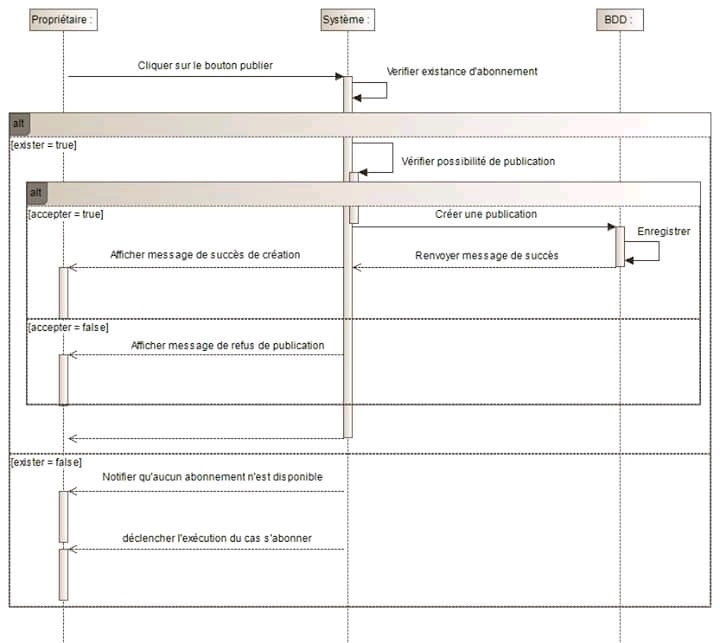 Propriétaire :
Système :
BDD :
Cliquer sur le bouton publier
Verifier existance d'abonnement
alt
[exister = true]
Vérifier possibilité de publication
alt
[accepter = true]
Créer une publication
Enregistrer
Afficher message de succès de création
Renvoyer message de succès
[accepter = false]
Afficher message de refus de publication
[exister = false]
Notifier qu'aucun abonnement n'est disponible
déclencher l'exécution du cas s'abonner